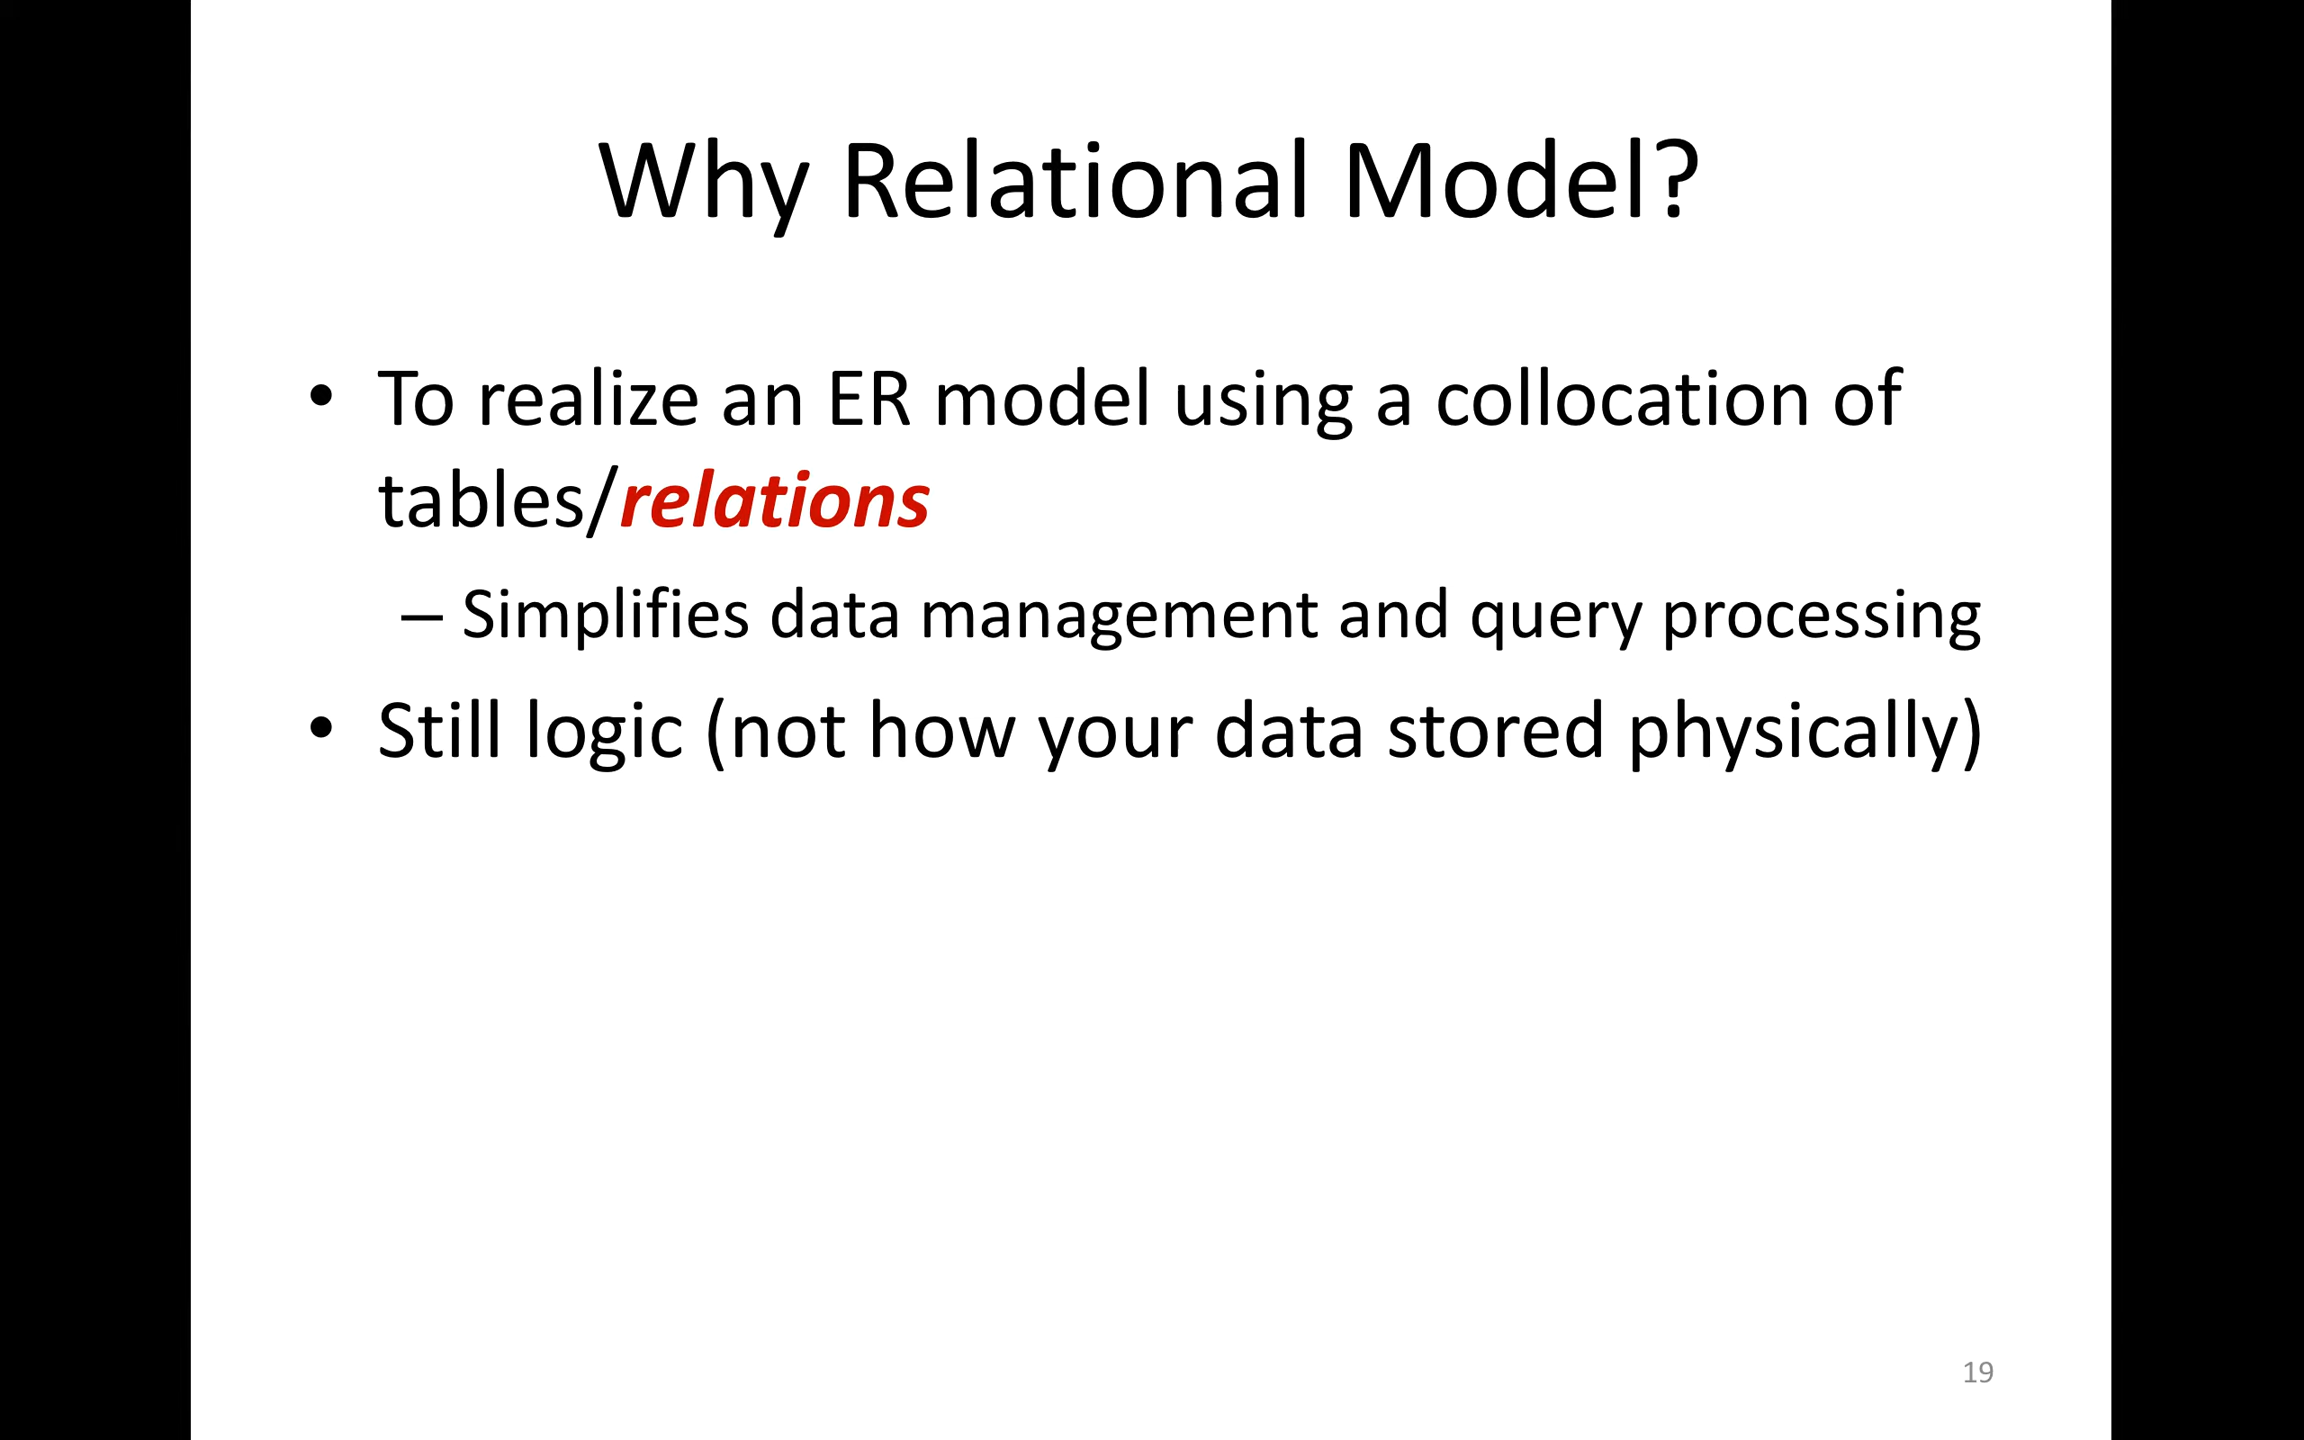 Why Relational Model?
• To realize an ER model using a collocation of
tables/relations
– Simplifies data management and query processing
• Still logic (not how your data stored physically)
19